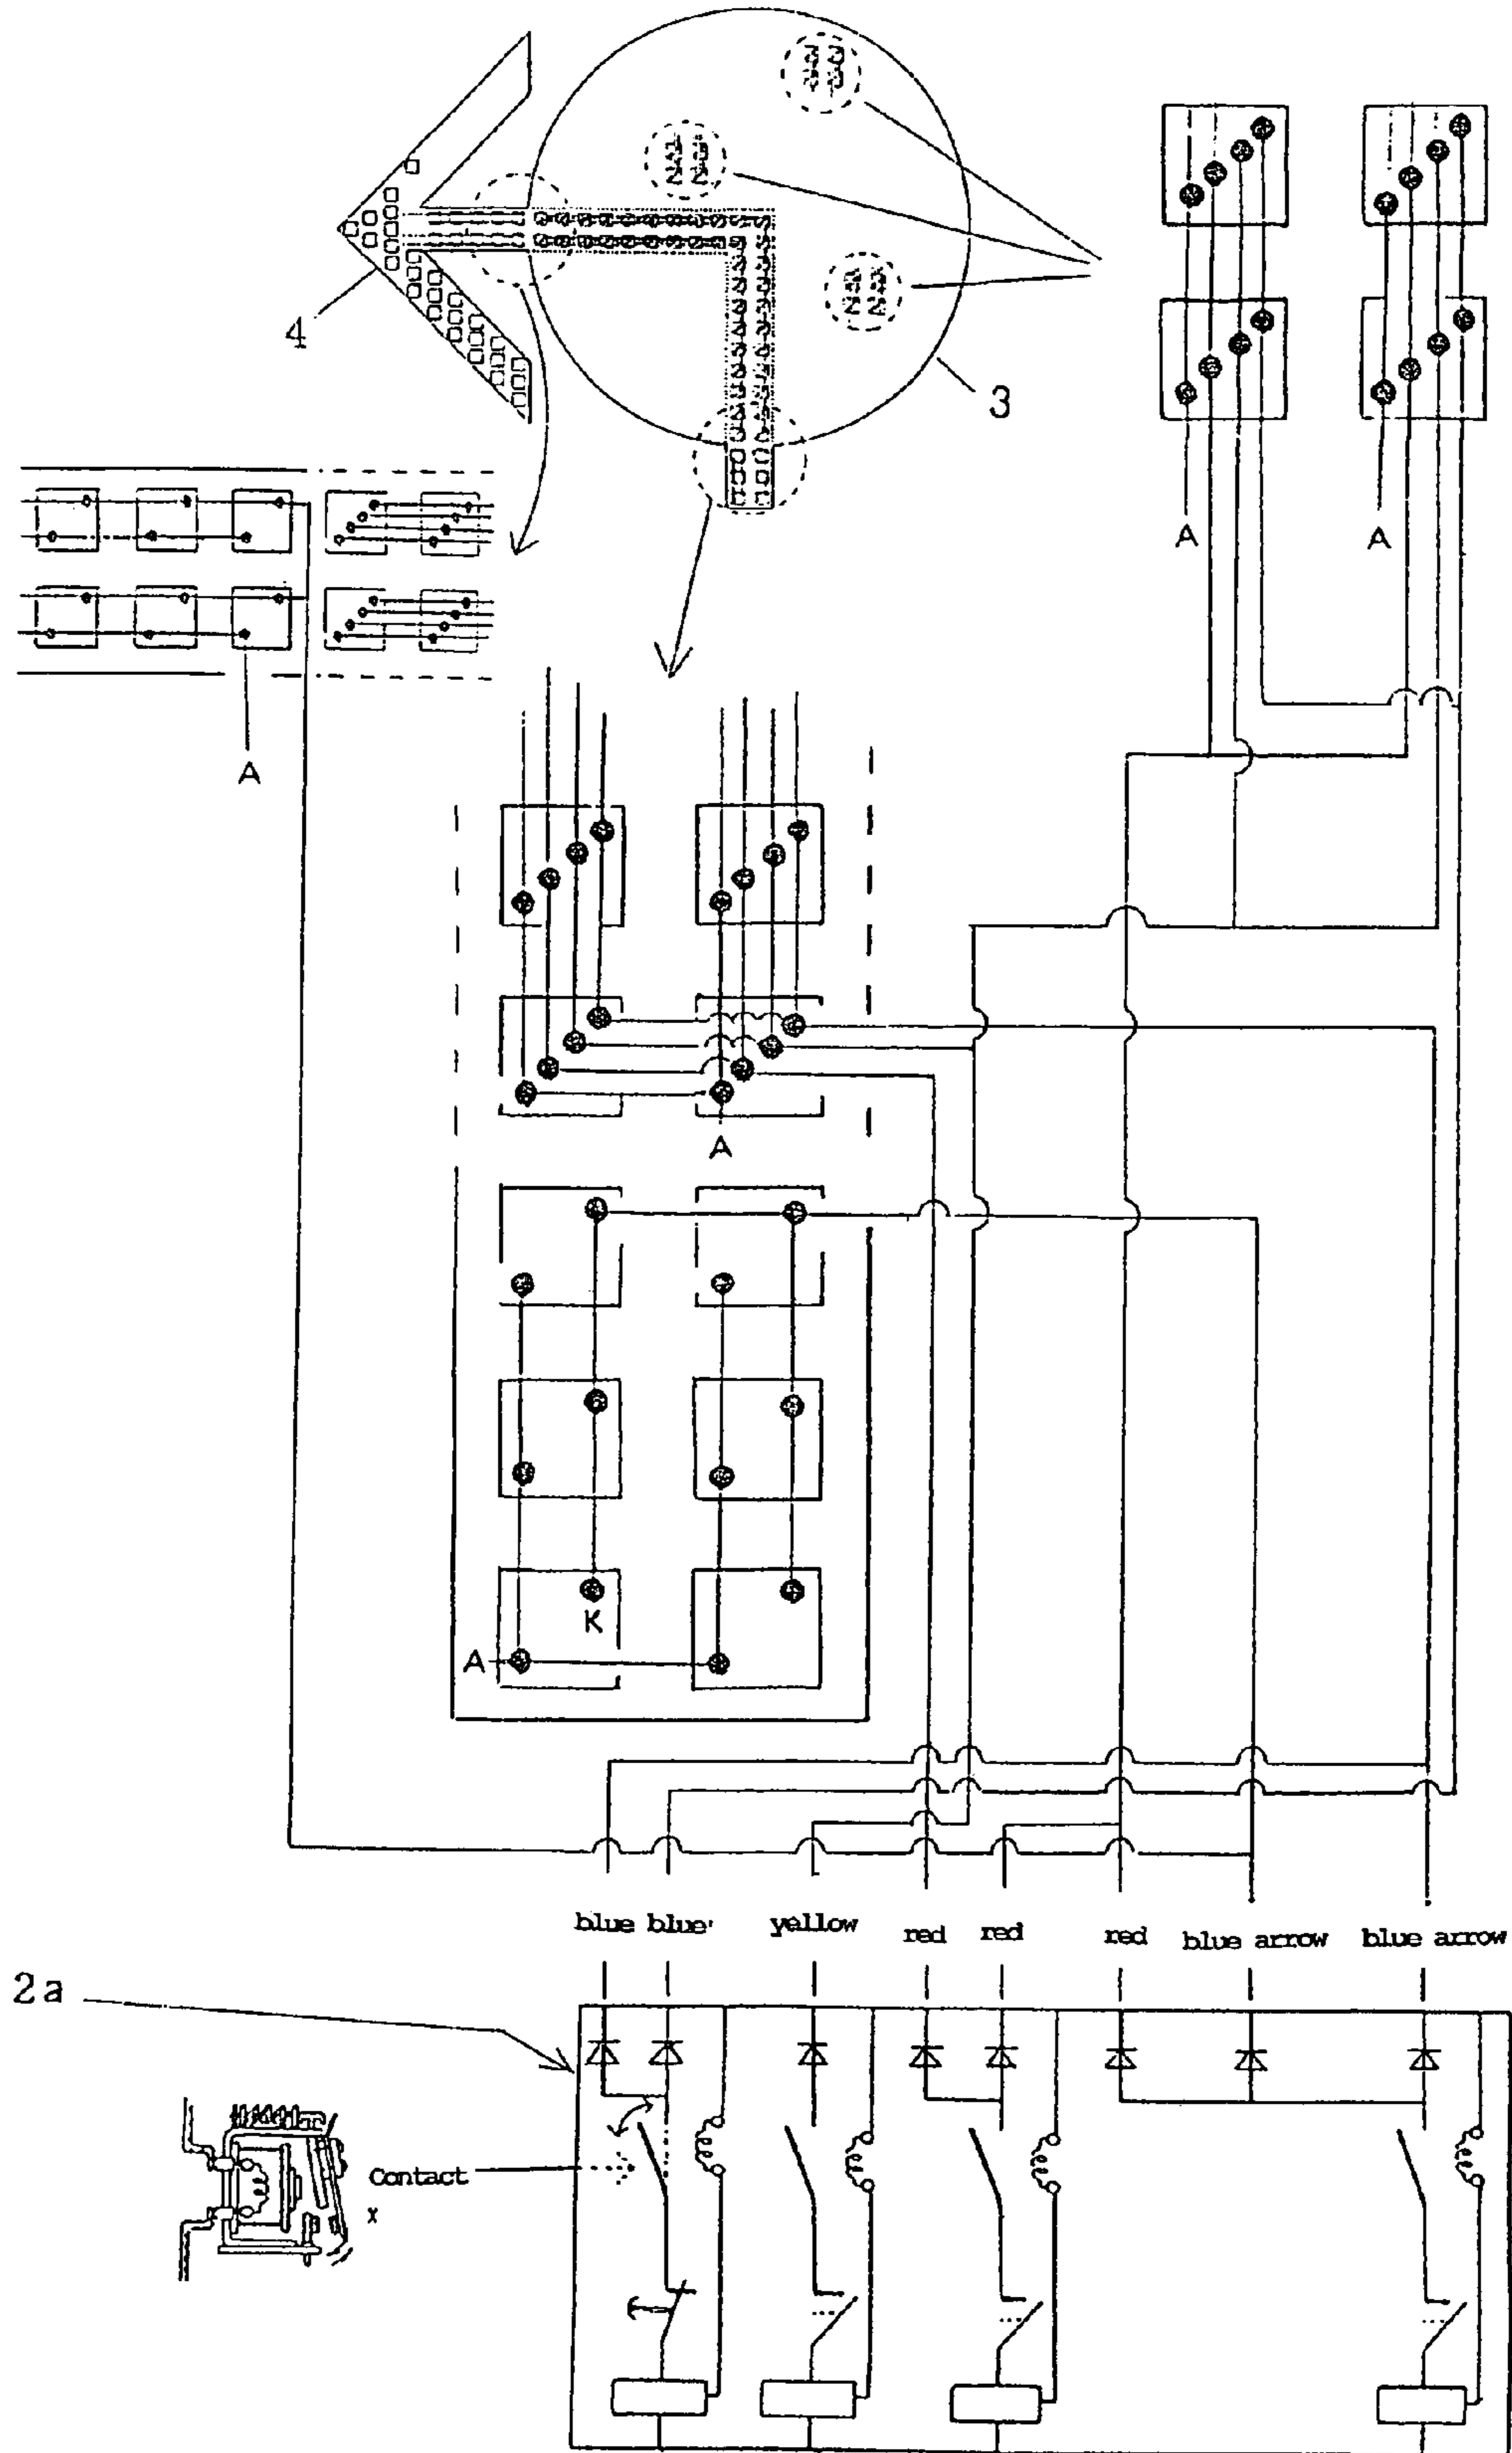 4
3
A
A
A
A
K
A
blue blue' yellow red red red blue arrow blue arrow
2a
Contact
x